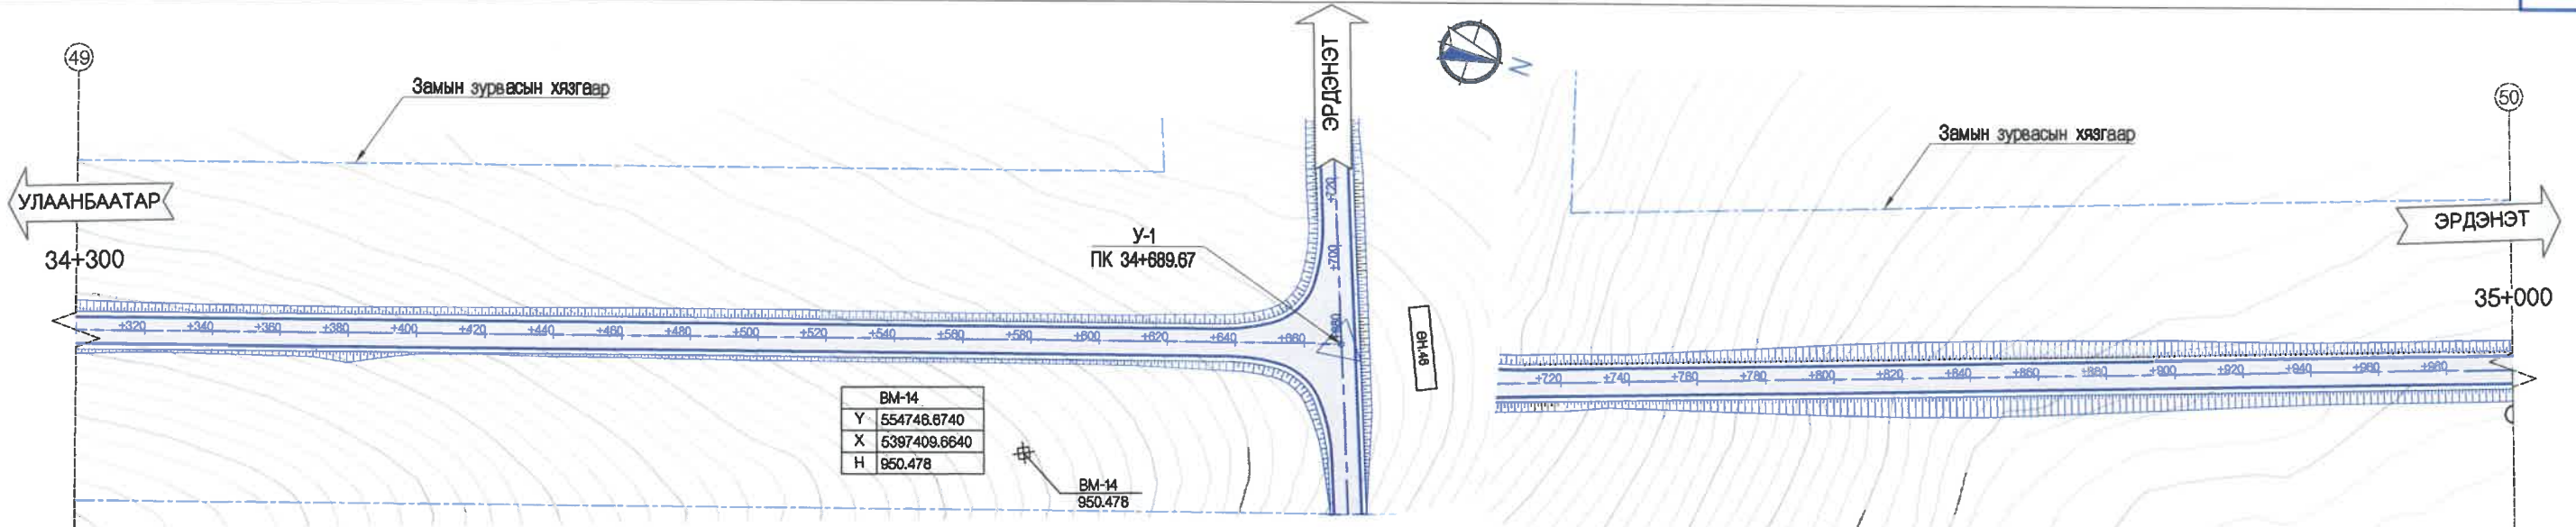 49
Замын зурвасын хязгаар
УЛААНБААТАР
34+300
+320 +340 +360 +380 +400 +420 +440 +460 +480 +500 +520 +540 +560 +580 +600 +620 +640 +660 +680
+700
+720
ЭРДЭНЭТ
У-1
ПК 34+689.67
ӨН.46
ВМ-14
Y 554746.6740
X 5397409.6640
H 950.478
ВМ-14
950.478
N
50
Замын зурвасын хязгаар
ЭРДЭНЭТ
35+000
+720 +740 +760 +780 +800 +820 +840 +860 +880 +900 +920 +940 +960 +980